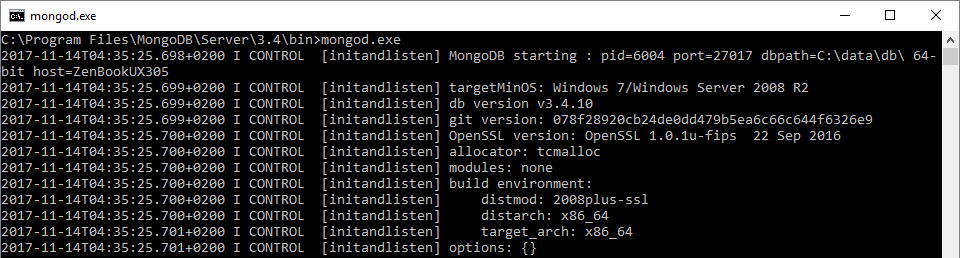 mongod.exe
C:\Program Files\MongoDB\Server\3.4\bin>mongod.exe
2017-11-14T04:35:25.698+0200 I CONTROL  [initandlisten] MongoDB starting : pid=6004 port=27017 dbpath=C:\data\db\ 64-
bit host=ZenBookUX305
2017-11-14T04:35:25.699+0200 I CONTROL  [initandlisten] targetMinOS: Windows 7/Windows Server 2008 R2
2017-11-14T04:35:25.699+0200 I CONTROL  [initandlisten] db version v3.4.10
2017-11-14T04:35:25.699+0200 I CONTROL  [initandlisten] git version: 078f28920cb24de0dd479b5ea6c66c644f6326e9
2017-11-14T04:35:25.700+0200 I CONTROL  [initandlisten] OpenSSL version: OpenSSL 1.0.1u-fips  22 Sep 2016
2017-11-14T04:35:25.700+0200 I CONTROL  [initandlisten] allocator: tcmalloc
2017-11-14T04:35:25.700+0200 I CONTROL  [initandlisten] modules: none
2017-11-14T04:35:25.700+0200 I CONTROL  [initandlisten] build environment:
2017-11-14T04:35:25.700+0200 I CONTROL  [initandlisten]     distmod: 2008plus-ssl
2017-11-14T04:35:25.700+0200 I CONTROL  [initandlisten]     distarch: x86_64
2017-11-14T04:35:25.701+0200 I CONTROL  [initandlisten]     target_arch: x86_64
2017-11-14T04:35:25.701+0200 I CONTROL  [initandlisten] options: {}